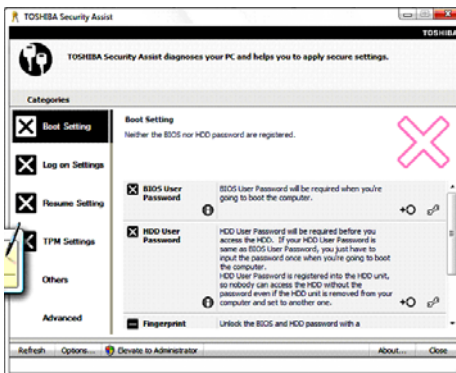 TOSHIBA Security Assist
TOSHIBA
TOSHIBA Security Assist diagnoses your PC and helps you to apply secure settings.
Categories
Boot Setting
Log on Settings
Resume Setting
TPM Settings
Others
Advanced
Boot Setting
Neither the BIOS nor HDD password are registered.
BIOS User
Password
BIOS User Password will be required when you're
going to boot the computer.
HDD User
Password
HDD User Password will be required before you
access the HDD. If your HDD User Password is
same as BIOS User Password, you just have to
input the password once when you're going to boot
the computer.
HDD User Password is registered into the HDD unit,
so nobody can access the HDD without the
password even if the HDD unit is removed from your
computer and set to another one.
Fingerprint
Unlock the BIOS and HDD password with a
Refresh Options... Elevate to Administrator About... Close